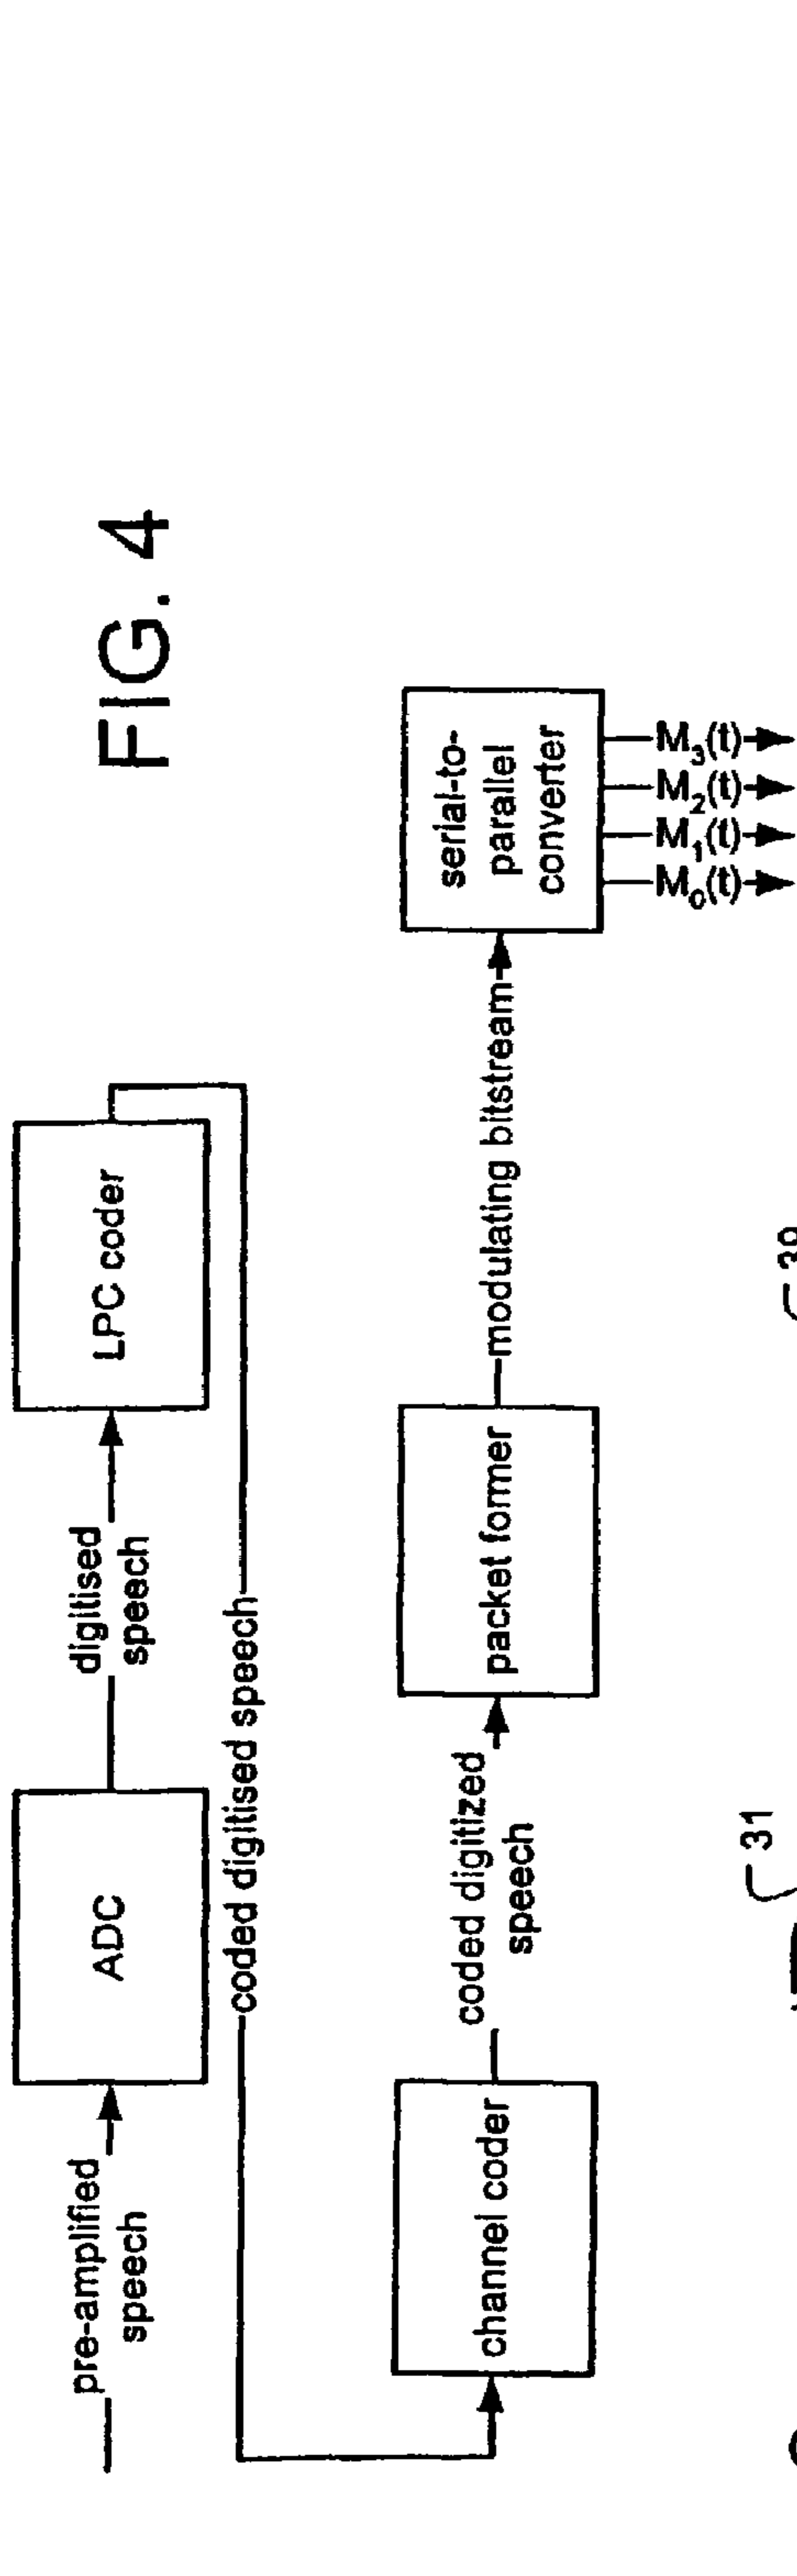 FIG. 4
pre-amplified
speech
ADC
digitised
speech
LPC coder
coded digitised speech
channel coder
coded digitized
speech
packet former
modulating bitstream
serial-to-
parallel
converter
M0(t)
M1(t)
M2(t)
M3(t)
31